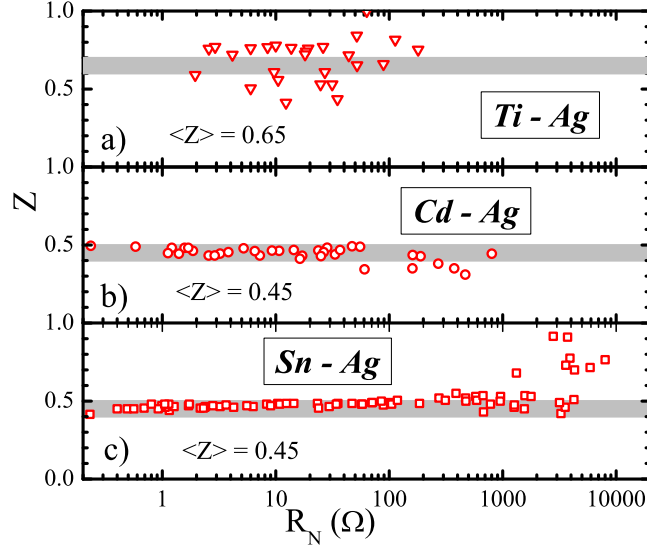 1.0
Z
0.5
Ti - Ag
a)
<Z> = 0.65
1.0
Cd - Ag
0.5
b)
<Z> = 0.45
1.0
Sn - Ag
0.5
c)
<Z> = 0.45
0.0
1 10 100 1000 10000
R_N (Ω)